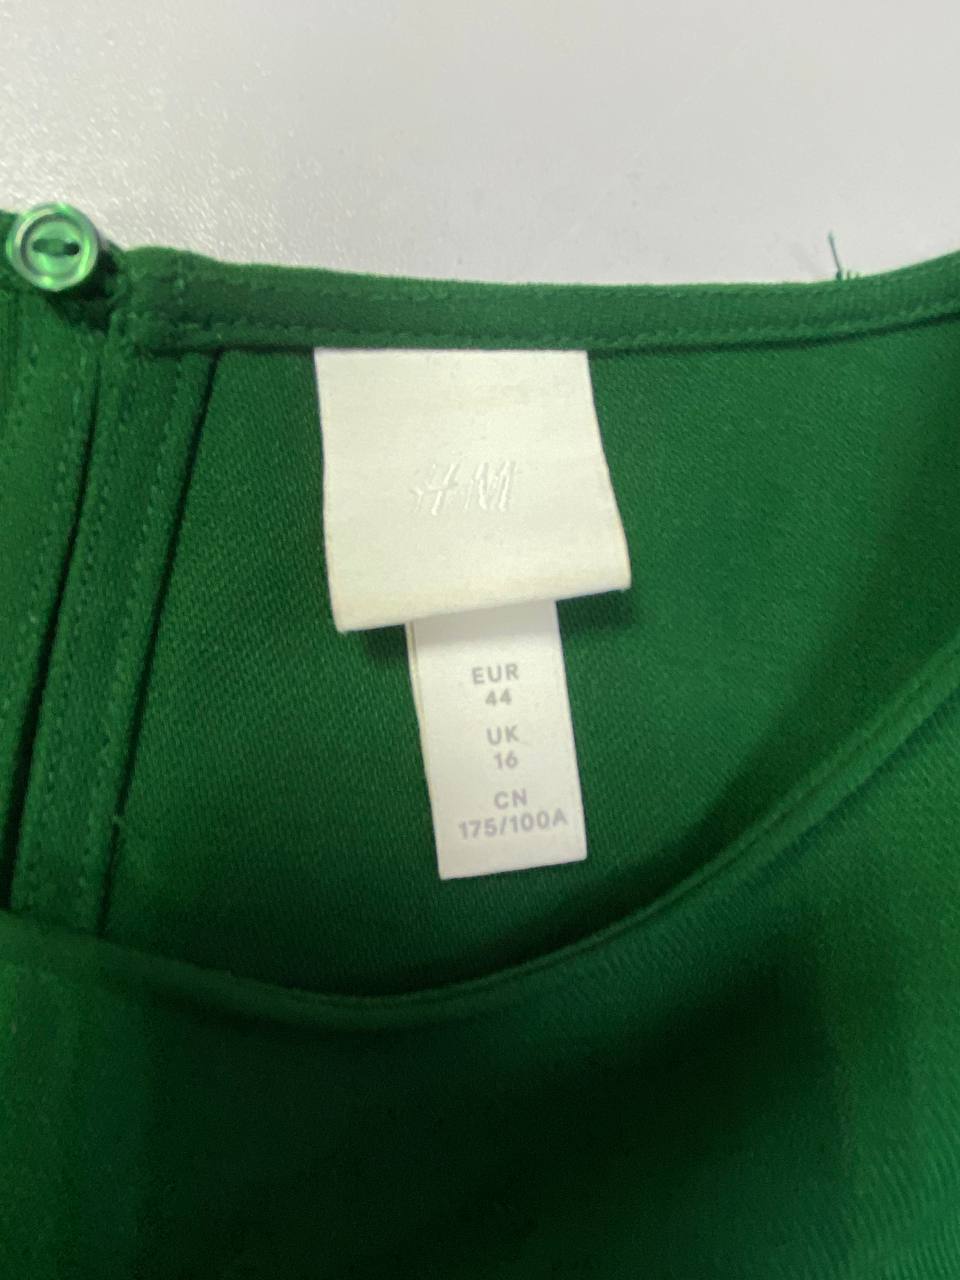 H&M
EUR
44
UK
16
CN
175/100A